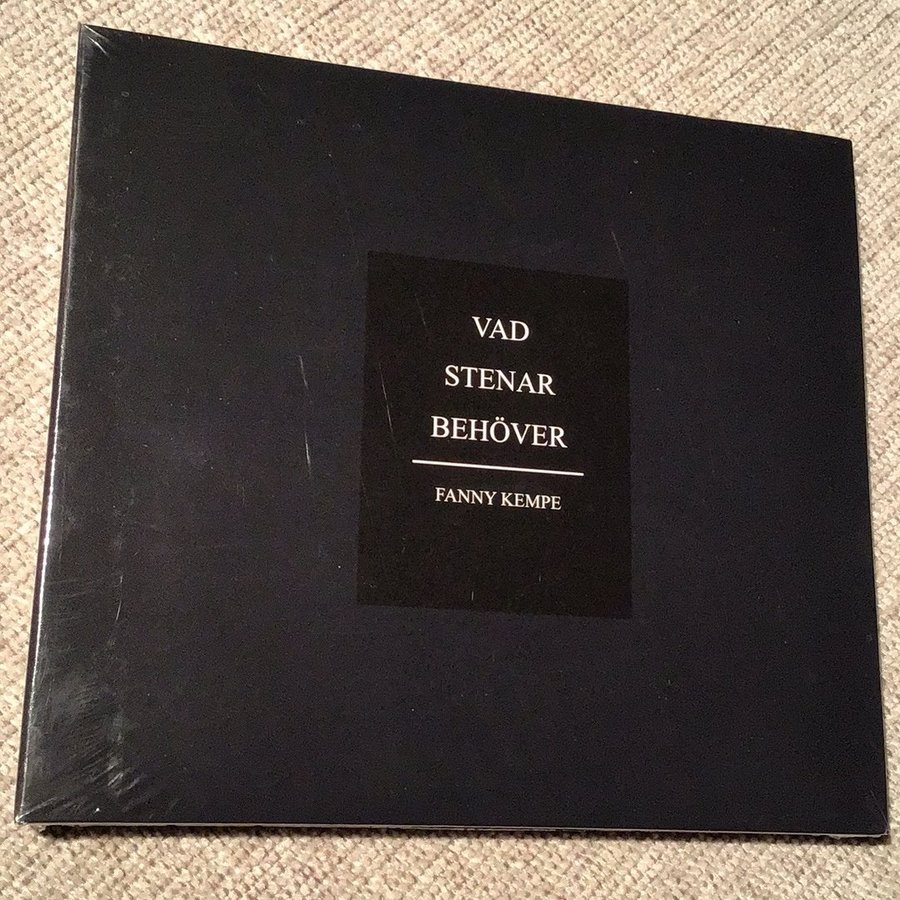 VAD
STENAR
BEHÖVER
FANNY KEMPE